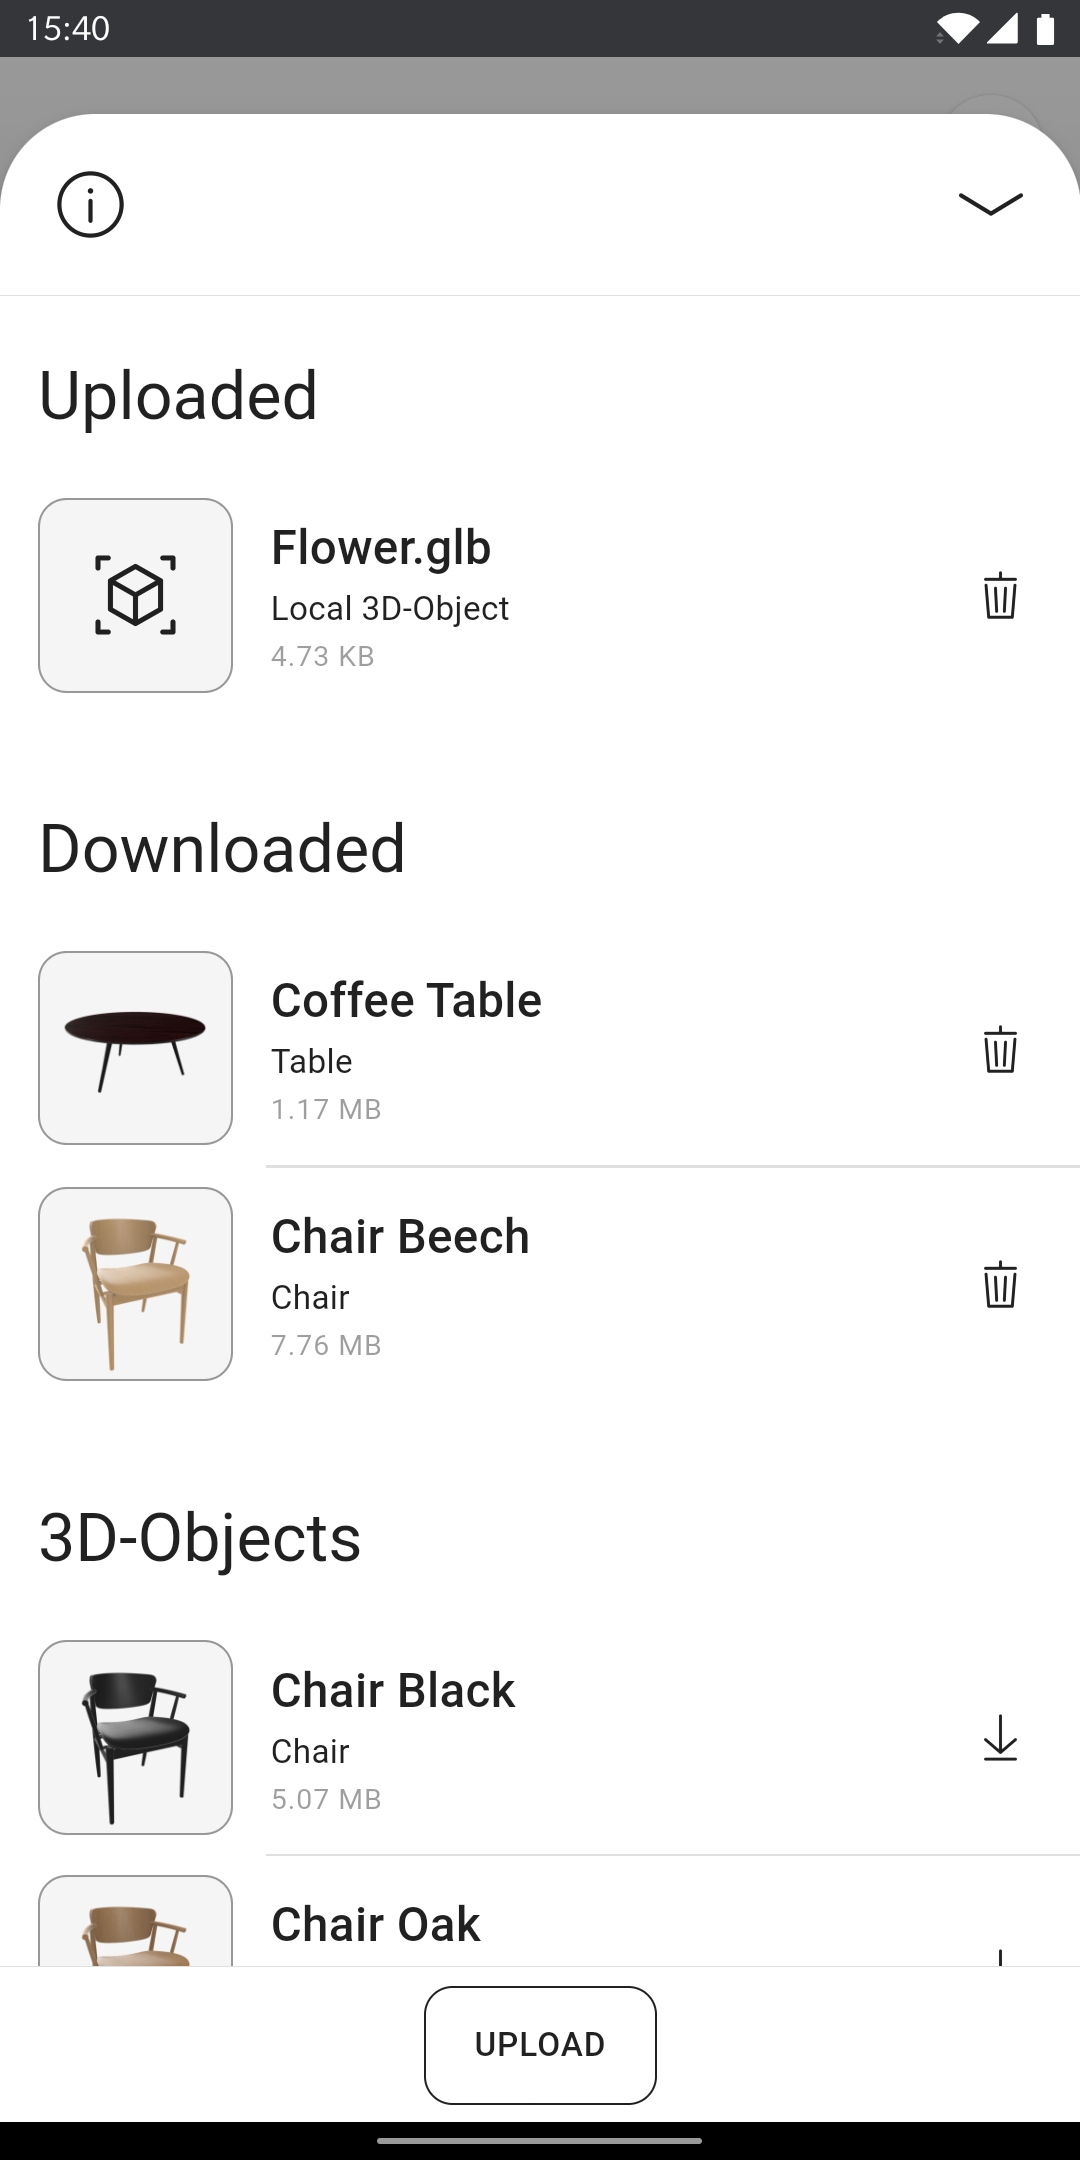 15:40
Uploaded
Flower.glb
Local 3D-Object
4.73 KB
Downloaded
Coffee Table
Table
1.17 MB
Chair Beech
Chair
7.76 MB
3D-Objects
Chair Black
Chair
5.07 MB
Chair Oak
UPLOAD